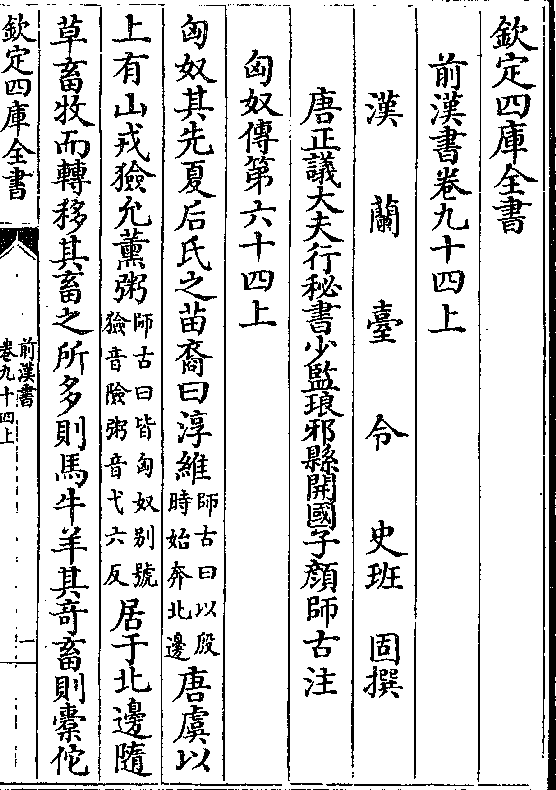 欽定四庫全書
前漢書卷九十四上
漢蘭臺令史班固撰
唐正議大夫行秘書少監琅邪縣開國子顏師古注
匈奴傳第六十四上
匈奴其先夏后氏之苗裔曰淳維師古曰以殷時始奔北邊唐虞以
上有山戎獫允薰粥師古曰皆匈奴别號獫音險粥音弋六反居于北邊隨
草畜牧而轉移其畜之所多則馬牛羊其奇畜則橐佗
欽定四庫全書
前漢書
卷九十四上
一